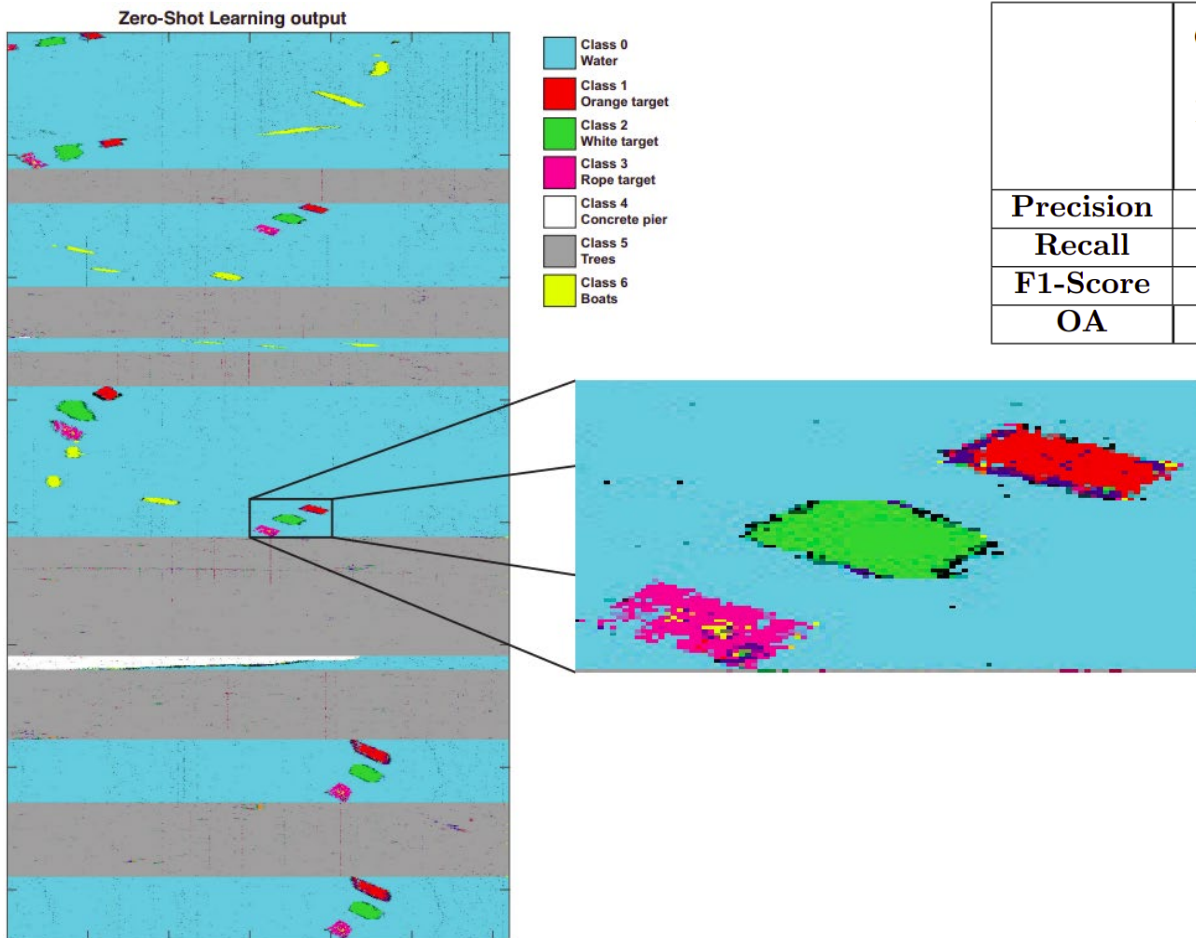 Zero-Shot Learning output
Class 0
Water
Class 1
Orange target
Class 2
White target
Class 3
Rope target
Class 4
Concrete pier
Class 5
Trees
Class 6
Boats
Precision
Recall
F1-Score
OA